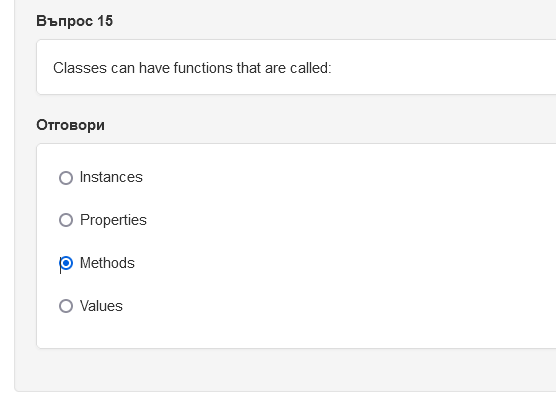 Въпрос 15
Classes can have functions that are called:
Отговори
Instances
Properties
Methods
Values